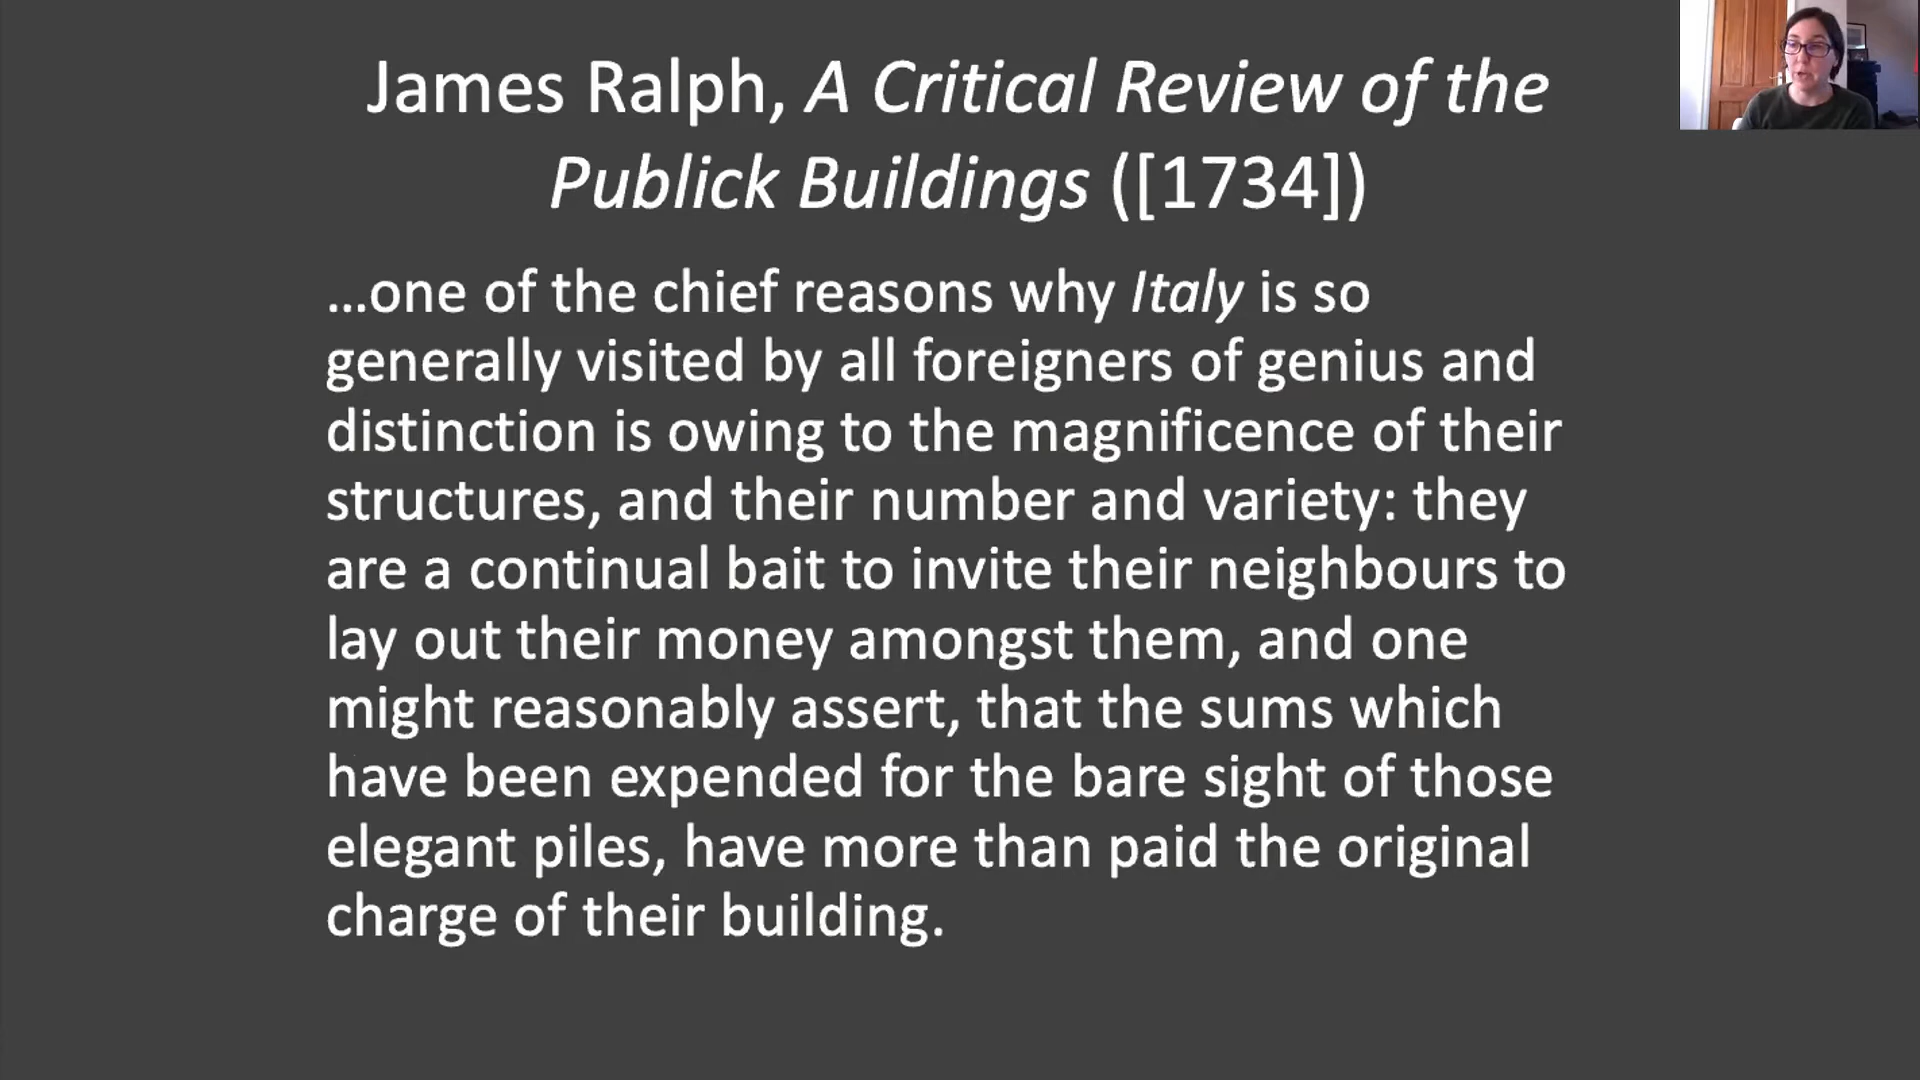 James Ralph, A Critical Review of the
Publick Buildings ([1734])
...one of the chief reasons why Italy is so
generally visited by all foreigners of genius and
distinction is owing to the magnificence of their
structures, and their number and variety: they
are a continual bait to invite their neighbours to
lay out their money amongst them, and one
might reasonably assert, that the sums which
have been expended for the bare sight of those
elegant piles, have more than paid the original
charge of their building.